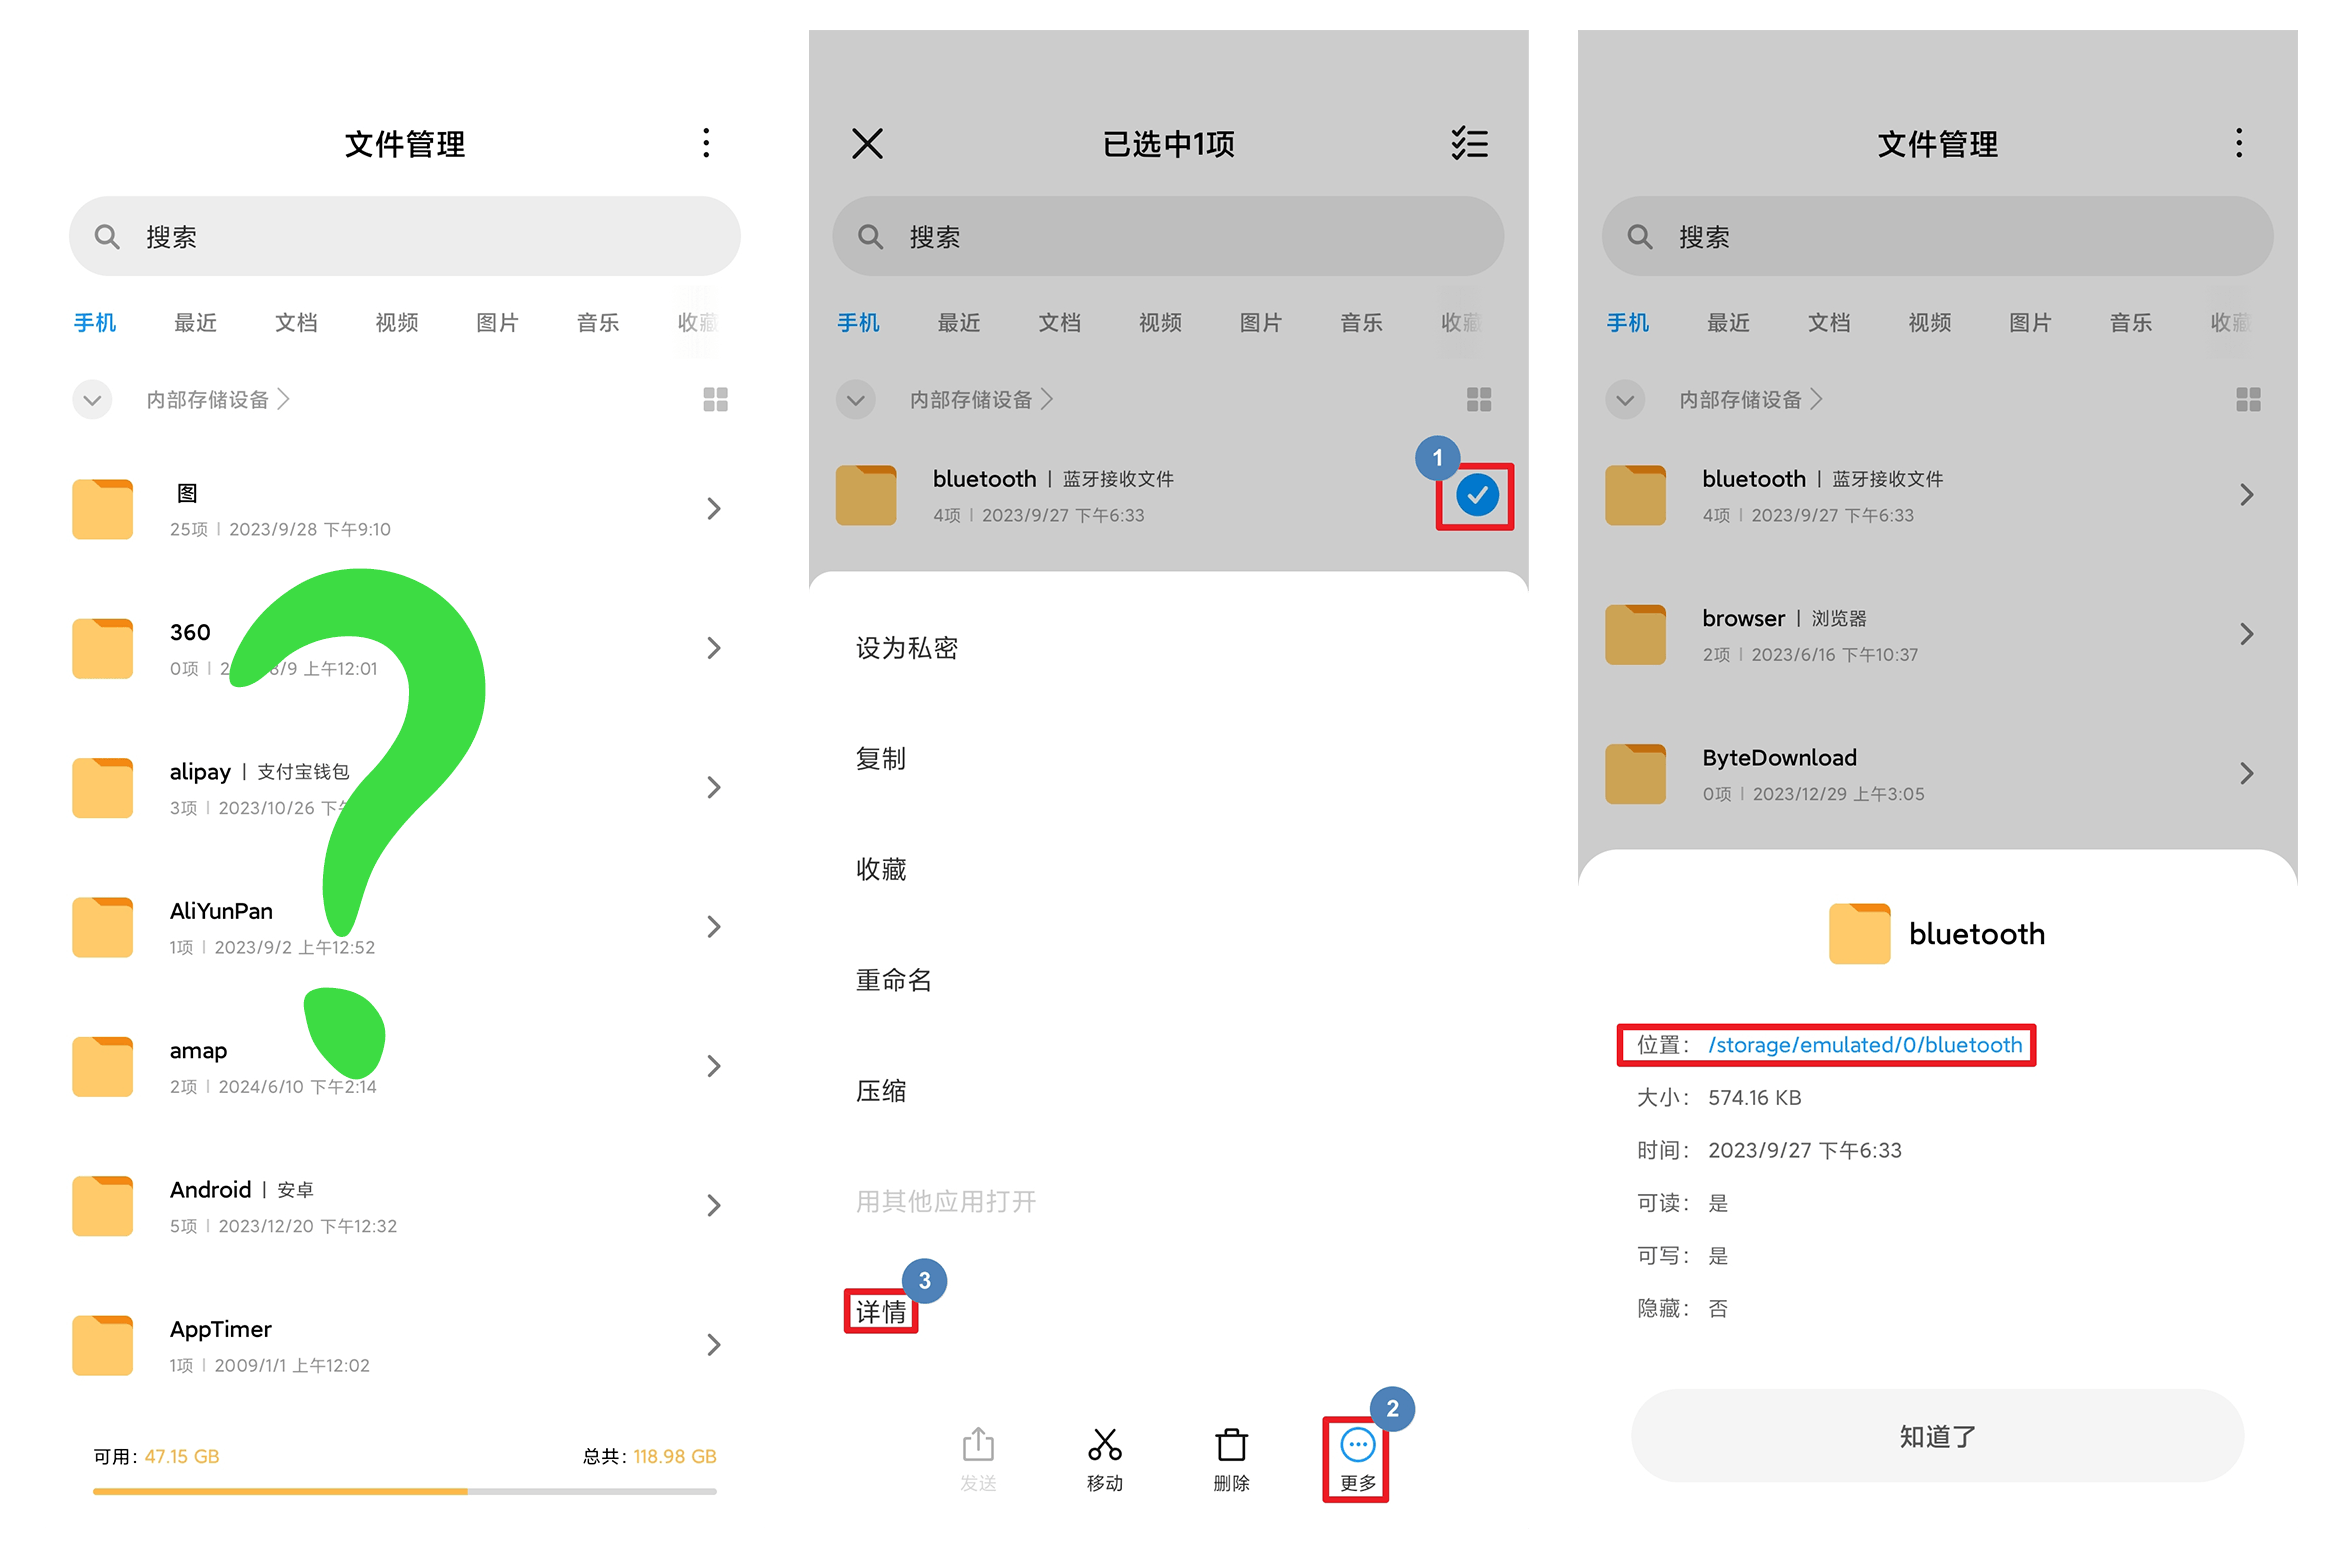 文件管理
搜索
手机 最近 文档 视频 图片 音乐 收藏
内部存储设备
图
25项 | 2023/9/28 下午9:10
360
0项 | 8/9 上午12:01
alipay | 支付宝钱包
3项 | 2023/10/26 下
AliYunPan
1项 | 2023/9/2 上午12:52
amap
2项 | 2024/6/10 下午2:14
Android | 安卓
5项 | 2023/12/20 下午12:32
AppTimer
1项 | 2009/1/1 上午12:02
可用: 47.15 GB 总共: 118.98 GB
已选中1项
搜索
手机 最近 文档 视频 图片 音乐 收藏
内部存储设备
1
bluetooth | 蓝牙接收文件
4项 | 2023/9/27 下午6:33
设为私密
复制
收藏
重命名
压缩
用其他应用打开
3
详情
2
发送 移动 删除 更多
文件管理
搜索
手机 最近 文档 视频 图片 音乐 收藏
内部存储设备
bluetooth | 蓝牙接收文件
4项 | 2023/9/27 下午6:33
browser | 浏览器
2项 | 2023/6/16 下午10:37
ByteDownload
0项 | 2023/12/29 上午3:05
bluetooth
位置: /storage/emulated/0/bluetooth
大小: 574.16 KB
时间: 2023/9/27 下午6:33
可读: 是
可写: 是
隐藏: 否
知道了